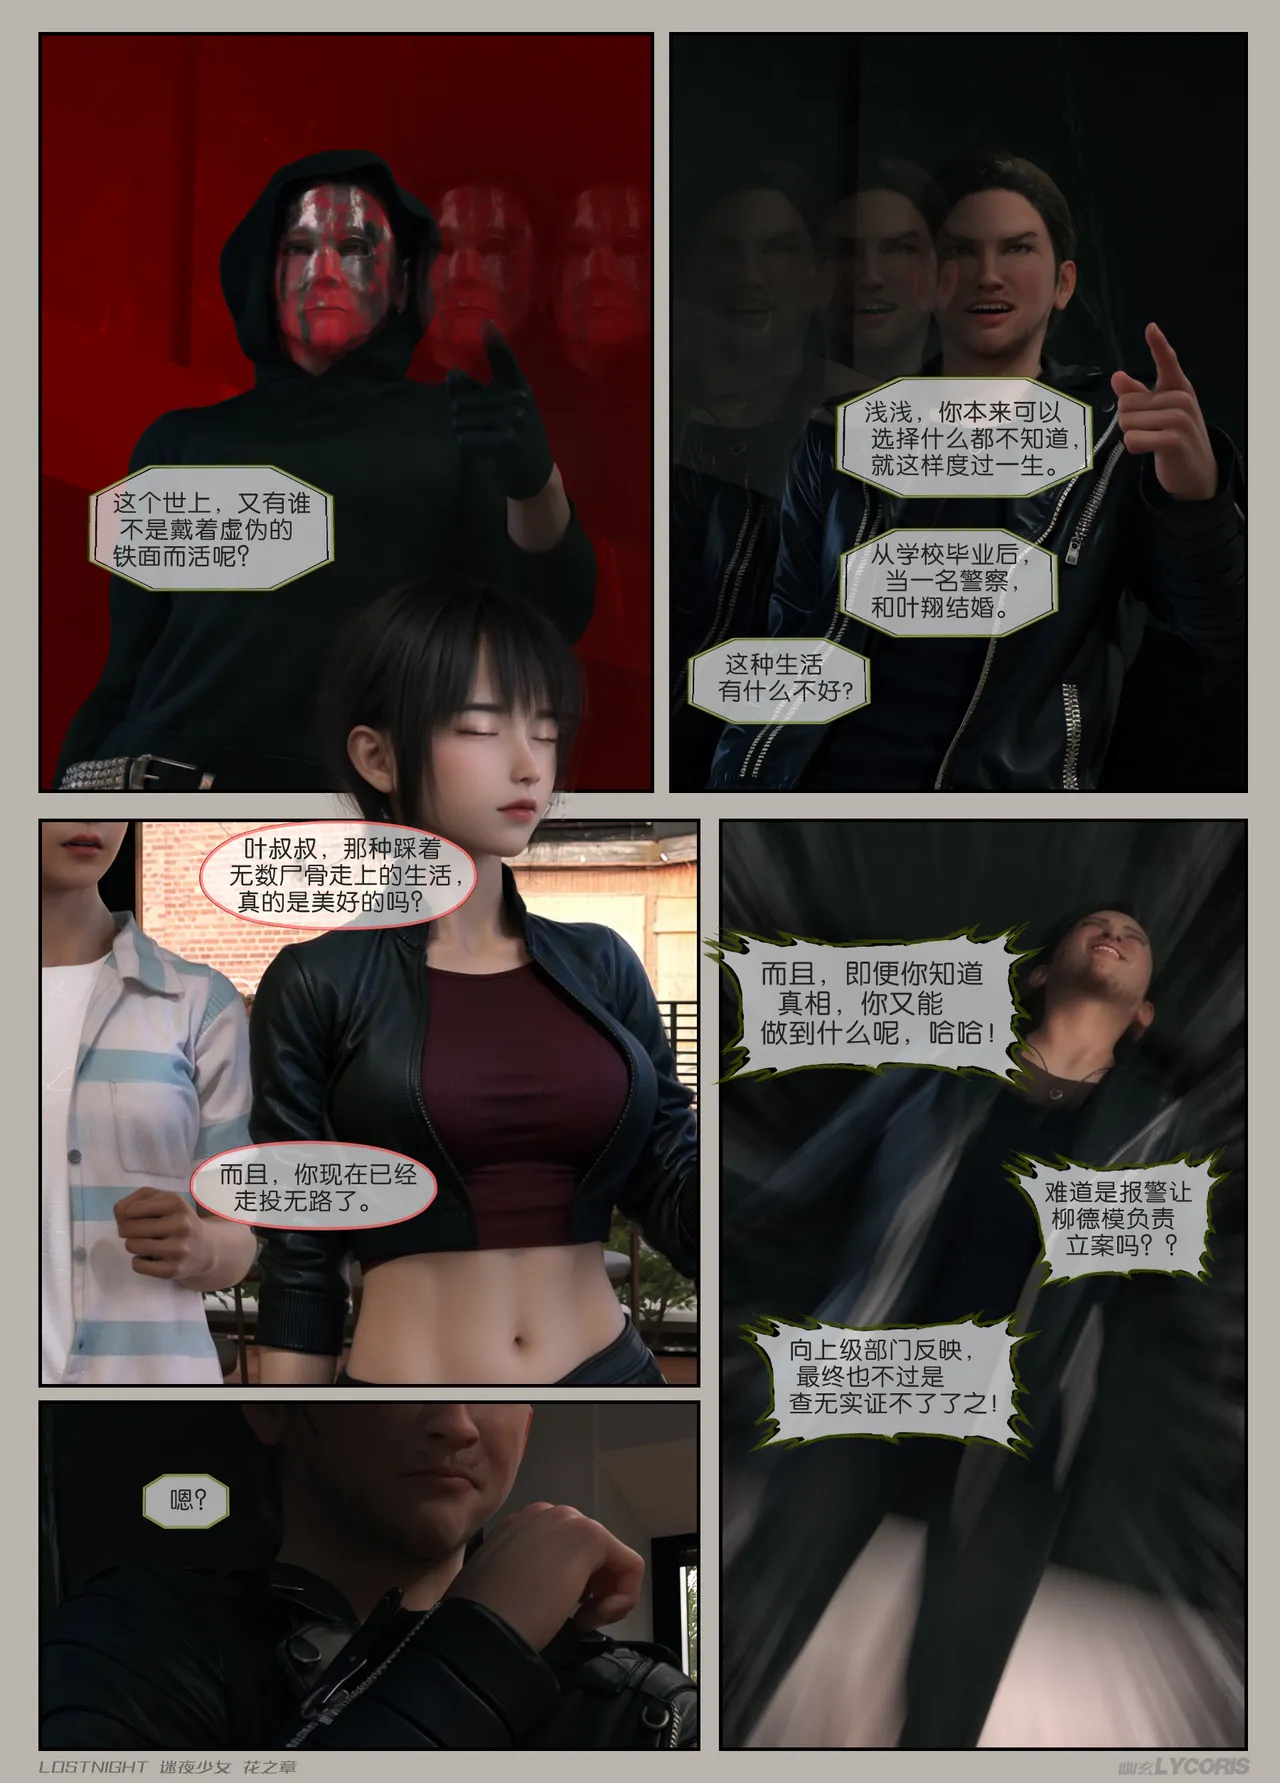 这个世上，又有谁
不是戴着虚伪的
铁面而活呢？
浅浅，你本来可以
选择什么都不知道，
就这样度过一生。
从学校毕业后，
当一名警察，
和叶翔结婚。
这种生活
有什么不好？
叶叔叔，那种踩着
无数尸骨走上的生活，
真的是美好的吗？
而且，你现在已经
走投无路了。
嗯？
而且，即便你知道
真相，你又能
做到什么呢，哈哈！
难道是报警让
柳德模负责
立案吗？？
向上级部门反映，
最终也不过是
查无实证不了了之！
LOSTNIGHT 迷夜少女 花之章
幽玄LYCORIS